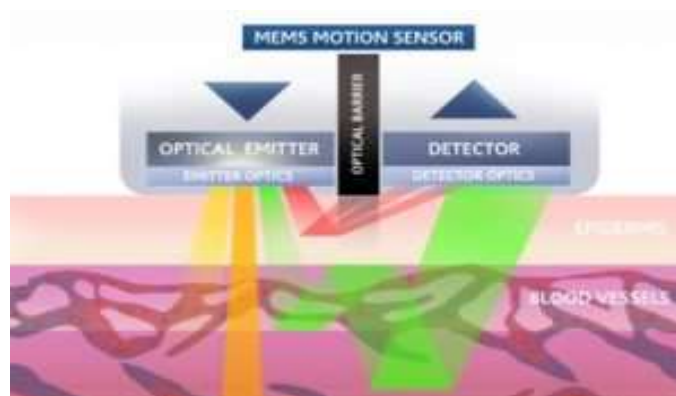 MEMS MOTION SENSOR
OPTICAL BARRIER
OPTICAL EMITTER
DETECTOR
EMITTER OPTICS
DETECTOR OPTICS
EPIDERMIS
BLOOD VESSELS